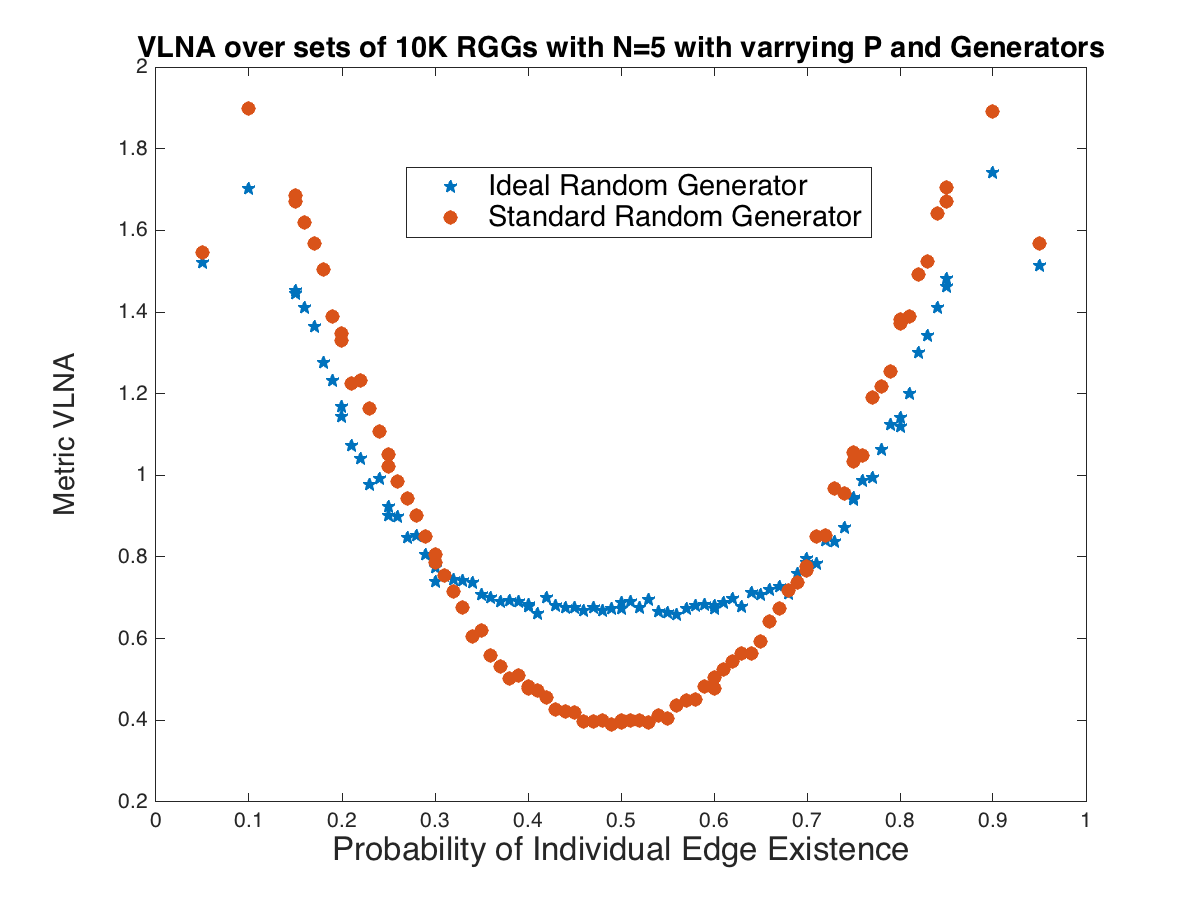 VLNA over sets of 10K RGGs with N=5 with varrying P and Generators
2
1.8
1.6
1.4
1.2
1
0.8
0.6
0.4
0.2
Metric VLNA
Ideal Random Generator
Standard Random Generator
0 0.1 0.2 0.3 0.4 0.5 0.6 0.7 0.8 0.9 1
Probability of Individual Edge Existence